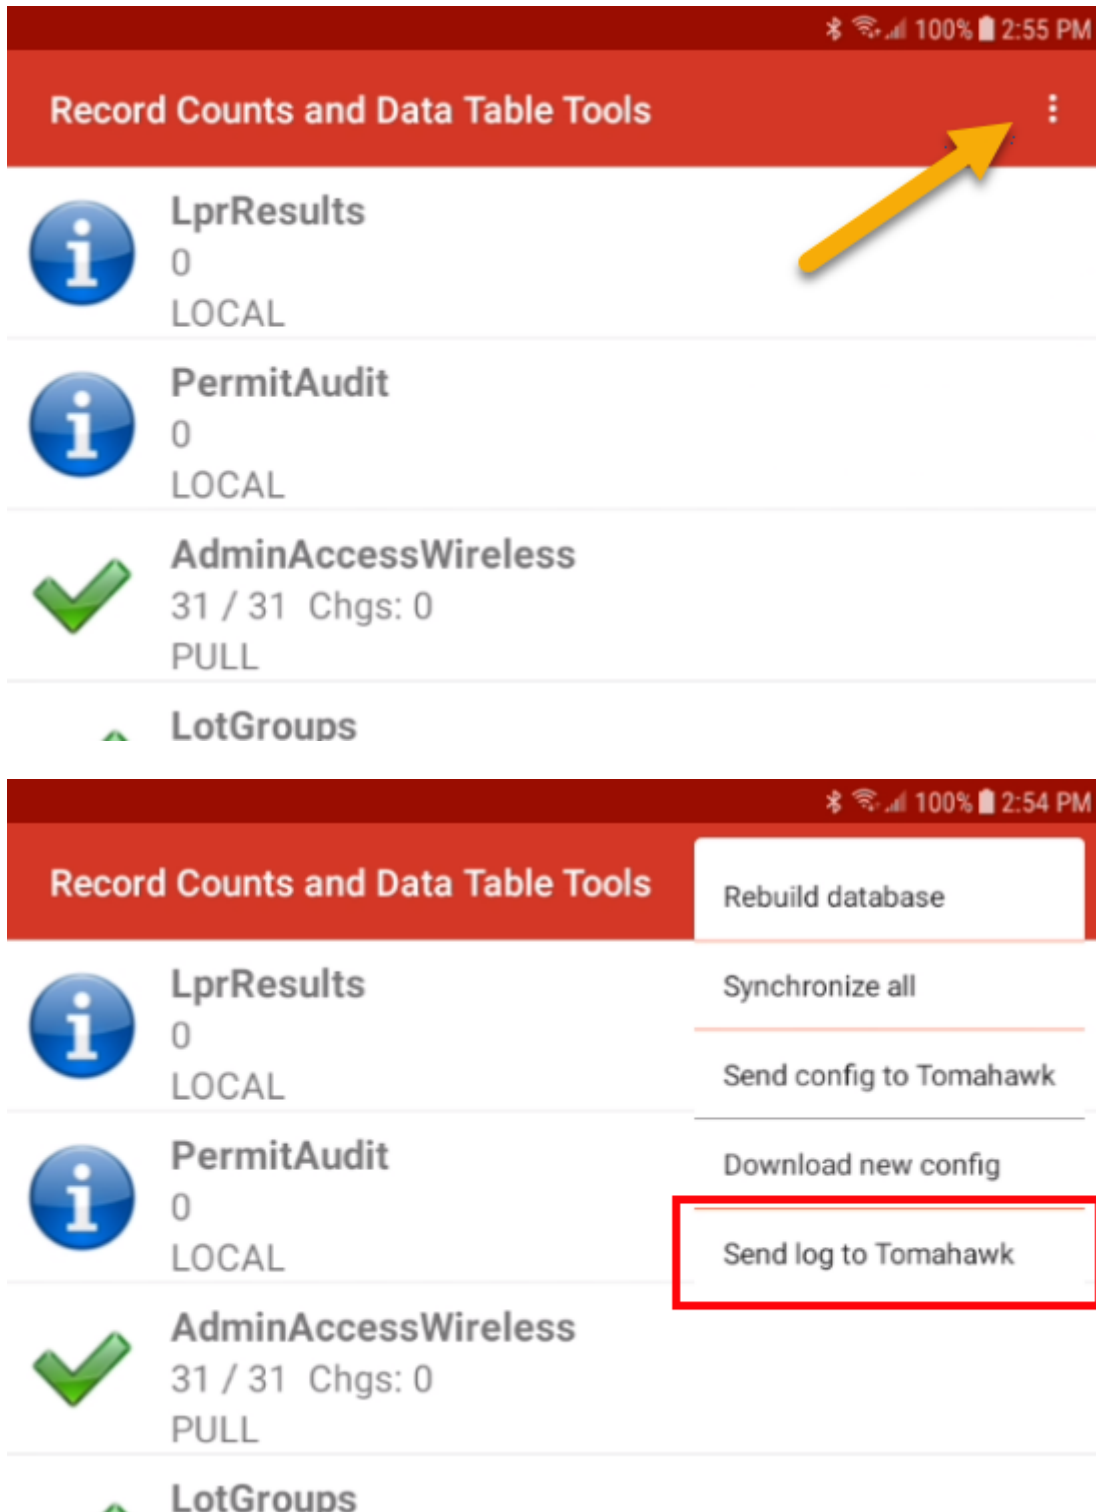 100% 2:55 PM
Record Counts and Data Table Tools
LprResults
0
LOCAL
PermitAudit
0
LOCAL
AdminAccessWireless
31 / 31 Chgs: 0
PULL
LotGroups
100% 2:54 PM
Record Counts and Data Table Tools
Rebuild database
Synchronize all
Send config to Tomahawk
Download new config
Send log to Tomahawk
LprResults
0
LOCAL
PermitAudit
0
LOCAL
AdminAccessWireless
31 / 31 Chgs: 0
PULL
LotGroups